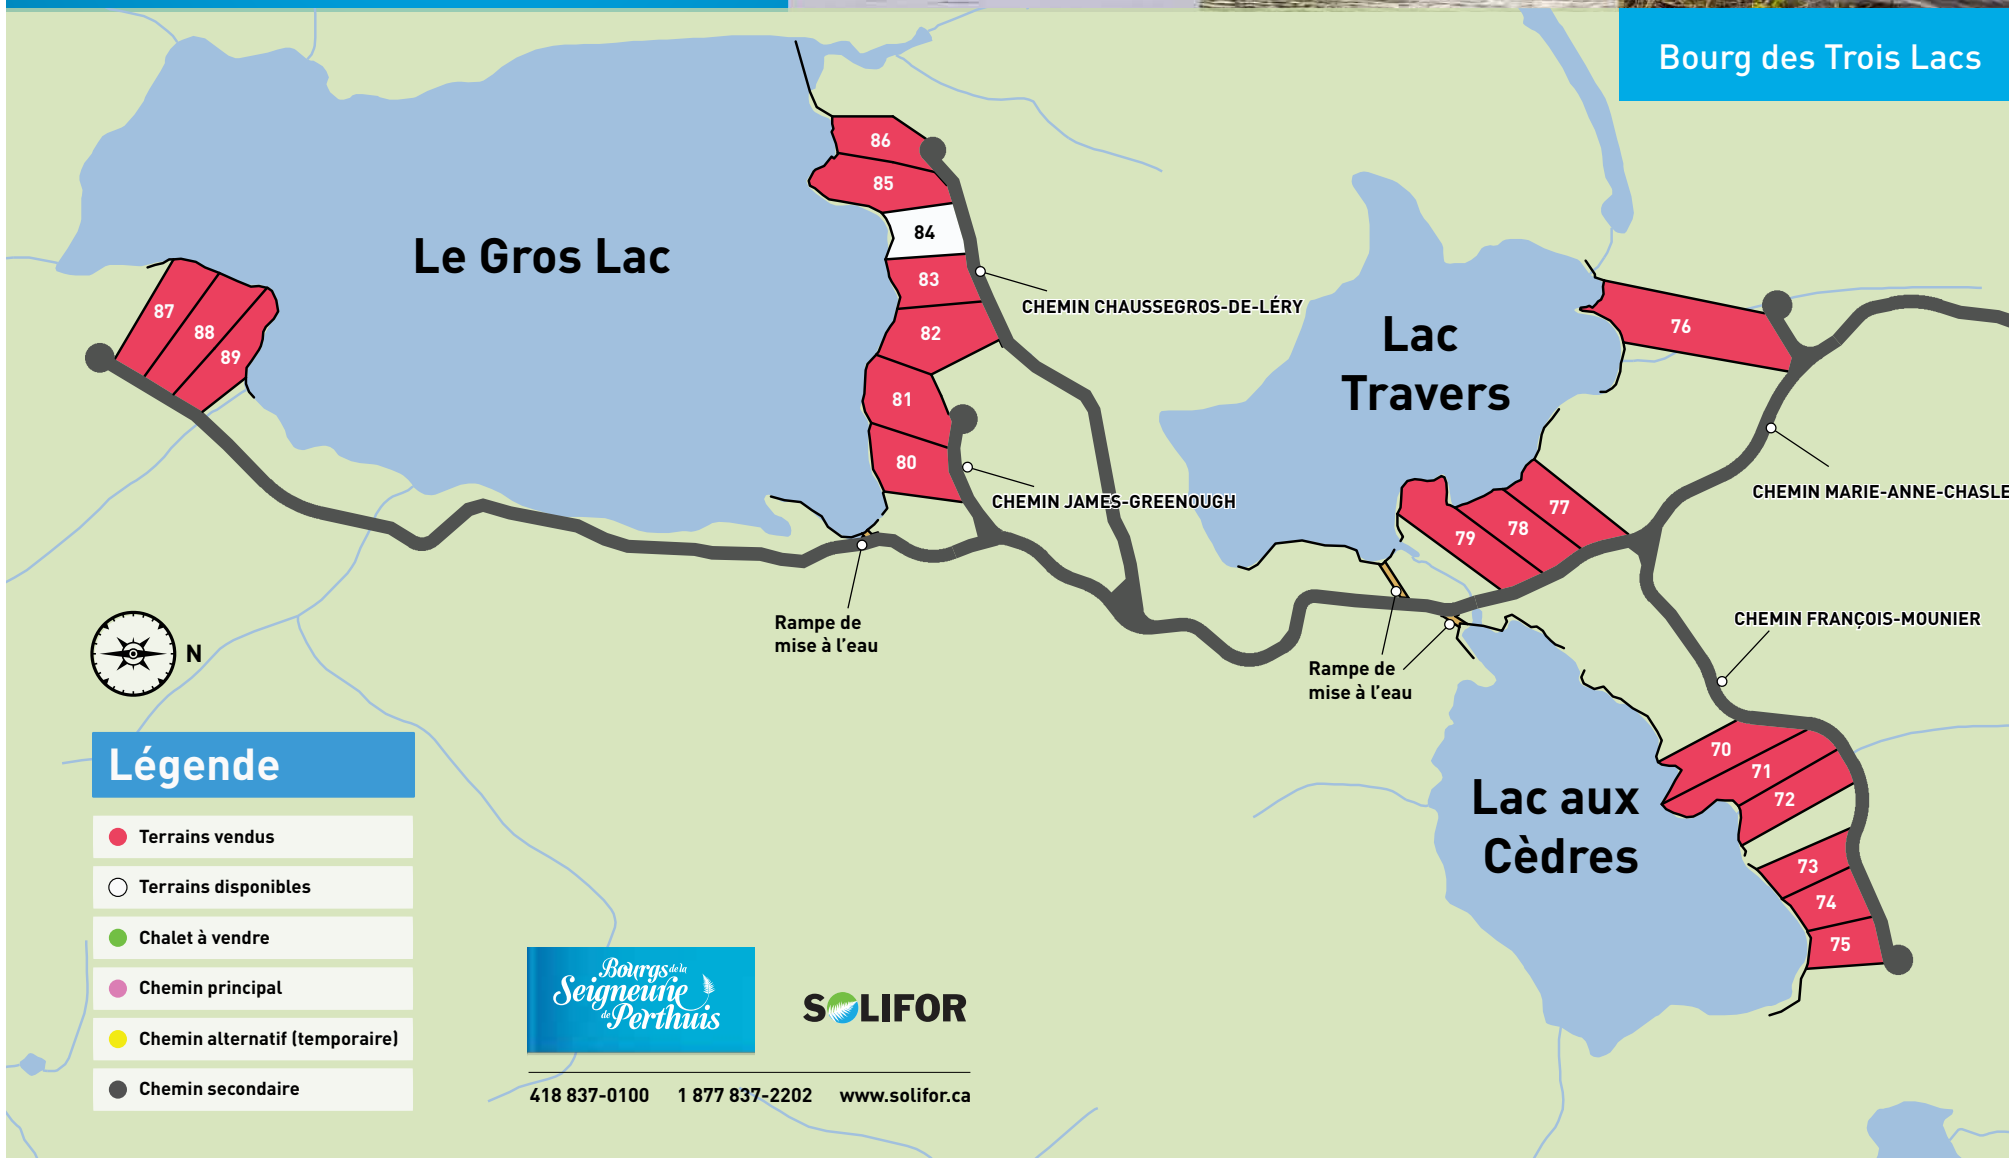 Bourg des Trois Lacs
86
85
84
83
82
81
80
Le Gros Lac
87
88
89
CHEMIN CHAUSSEGROS-DE-LÉRY
CHEMIN JAMES-GREENOUGH
Lac
Travers
76
77
78
79
CHEMIN MARIE-ANNE-CHASLE
CHEMIN FRANÇOIS-MOUNIER
Rampe de
mise à l'eau
Rampe de
mise à l'eau
N
Lac aux
Cèdres
70
71
72
73
74
75
Légende
Terrains vendus
Terrains disponibles
Chalet à vendre
Chemin principal
Chemin alternatif (temporaire)
Chemin secondaire
Bourgs de la
Seigneurie
de Perthuis
SOLIFOR
418 837-0100 1 877 837-2202 www.solifor.ca